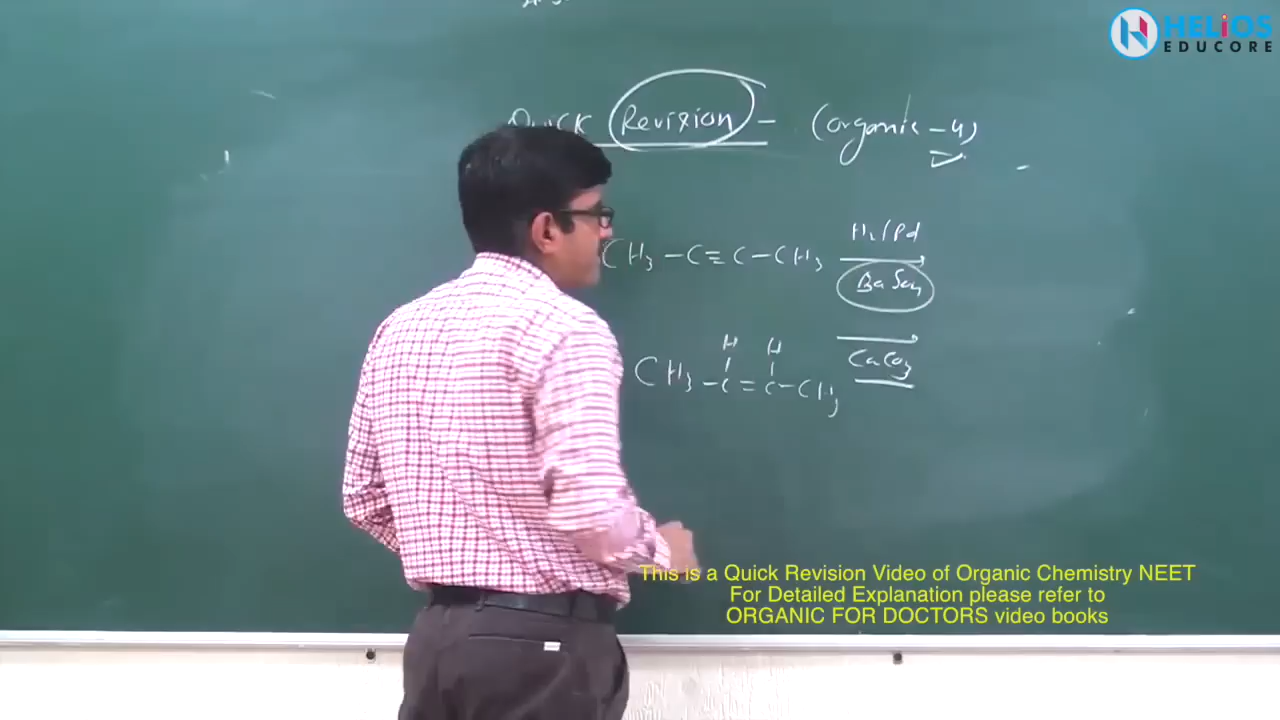 HELIOS
EDUCORE
Quick Revision – (organic – 4)
H₂/Pd
CH₃ – C ≡ C – CH₃
BaSO₄
H H
CH₃ – C = C – CH₃
CaCO₃
This is a Quick Revision Video of Organic Chemistry NEET
For Detailed Explanation please refer to
ORGANIC FOR DOCTORS video books